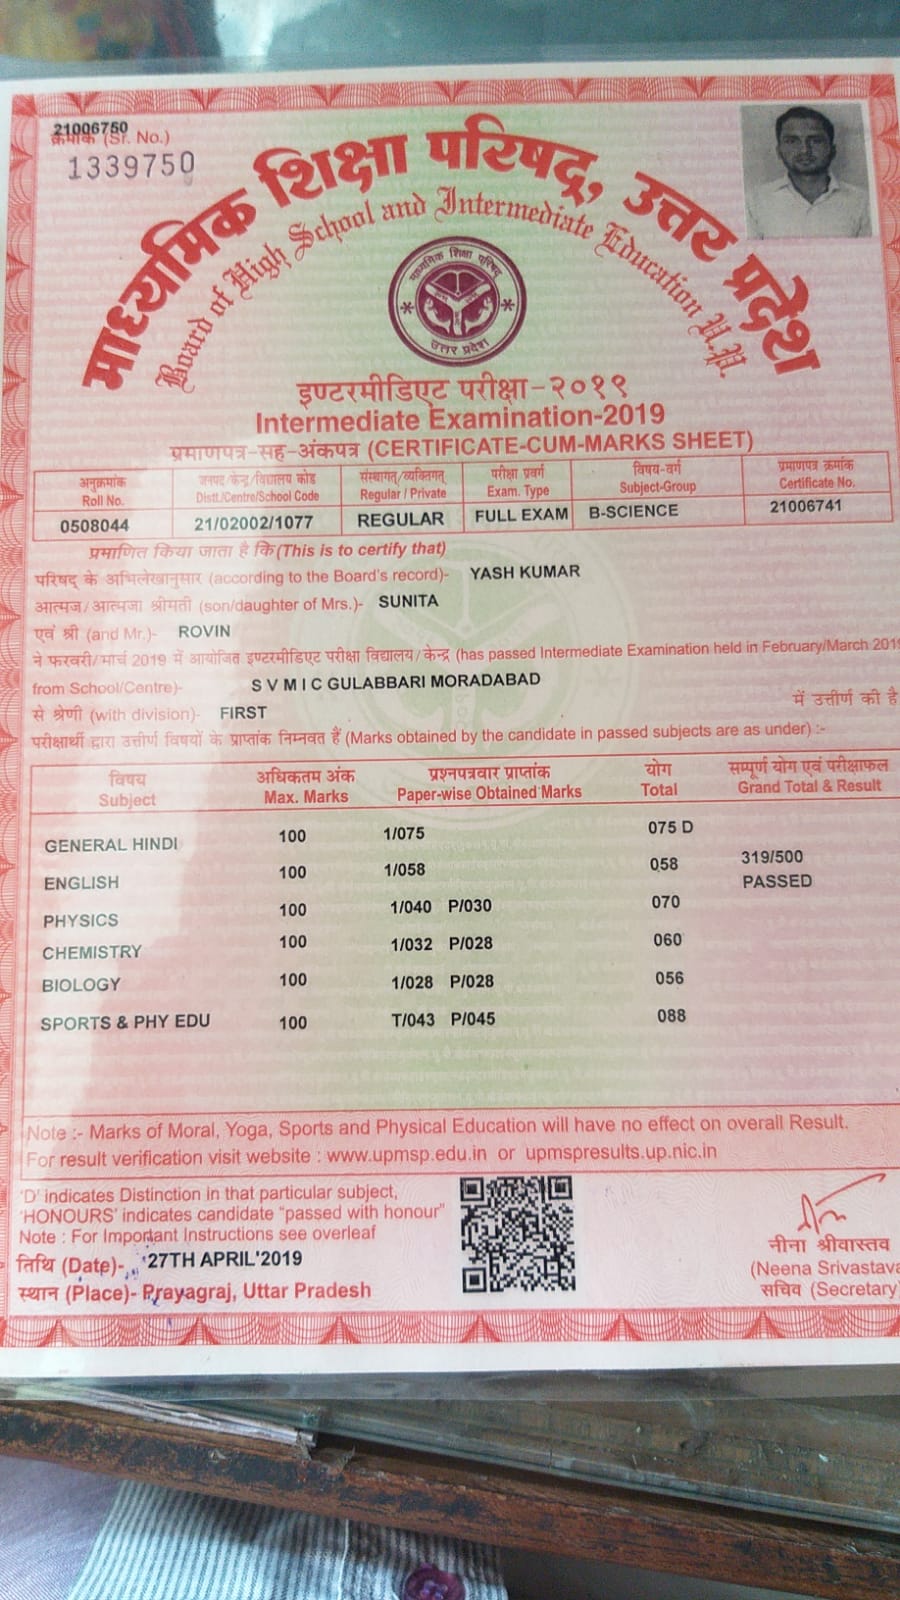 21006750
क्रमांक (Sr. No.)
1339750
माध्यमिक शिक्षा परिषद्, उत्तर प्रदेश
Board of High School and Intermediate Education U.P.
माध्यमिक शिक्षा परिषद्
उत्तर प्रदेश
इण्टरमीडिएट परीक्षा-२०१९
Intermediate Examination-2019
प्रमाणपत्र-सह-अंकपत्र (CERTIFICATE-CUM-MARKS SHEET)
अनुक्रमांक जनपद/केन्द्र/विद्यालय कोड संस्थागत्/व्यक्तिगत् परीक्षा प्रवर्ग विषय-वर्ग प्रमाणपत्र क्रमांक
Roll No. Distt./Centre/School Code Regular / Private Exam. Type Subject-Group Certificate No.
0508044 21/02002/1077 REGULAR FULL EXAM B-SCIENCE 21006741
प्रमाणित किया जाता है कि (This is to certify that)
परिषद् के अभिलेखानुसार (according to the Board's record)- YASH KUMAR
आत्मज/आत्मजा श्रीमती (son/daughter of Mrs.)- SUNITA
एवं श्री (and Mr.)- ROVIN
ने फरवरी/मार्च 2019 में आयोजित इण्टरमीडिएट परीक्षा विद्यालय/केन्द्र (has passed Intermediate Examination held in February/March 2019
from School/Centre)- S V M I C GULABBARI MORADABAD
से श्रेणी (with division)- FIRST में उत्तीर्ण की है
परीक्षार्थी द्वारा उत्तीर्ण विषयों के प्राप्तांक निम्नवत हैं (Marks obtained by the candidate in passed subjects are as under) :-
विषय अधिकतम अंक प्रश्नपत्रवार प्राप्तांक योग सम्पूर्ण योग एवं परीक्षाफल
Subject Max. Marks Paper-wise Obtained Marks Total Grand Total & Result
GENERAL HINDI 100 1/075 075 D
ENGLISH 100 1/058 058 319/500
PASSED
PHYSICS 100 1/040 P/030 070
CHEMISTRY 100 1/032 P/028 060
BIOLOGY 100 1/028 P/028 056
SPORTS & PHY EDU 100 T/043 P/045 088
Note :- Marks of Moral, Yoga, Sports and Physical Education will have no effect on overall Result.
For result verification visit website : www.upmsp.edu.in or upmspresults.up.nic.in
'D' indicates Distinction in that particular subject,
'HONOURS' indicates candidate "passed with honour"
Note : For Important Instructions see overleaf
तिथि (Date)- 27TH APRIL'2019
स्थान (Place)- Prayagraj, Uttar Pradesh
नीना श्रीवास्तव
(Neena Srivastava
सचिव (Secretary)